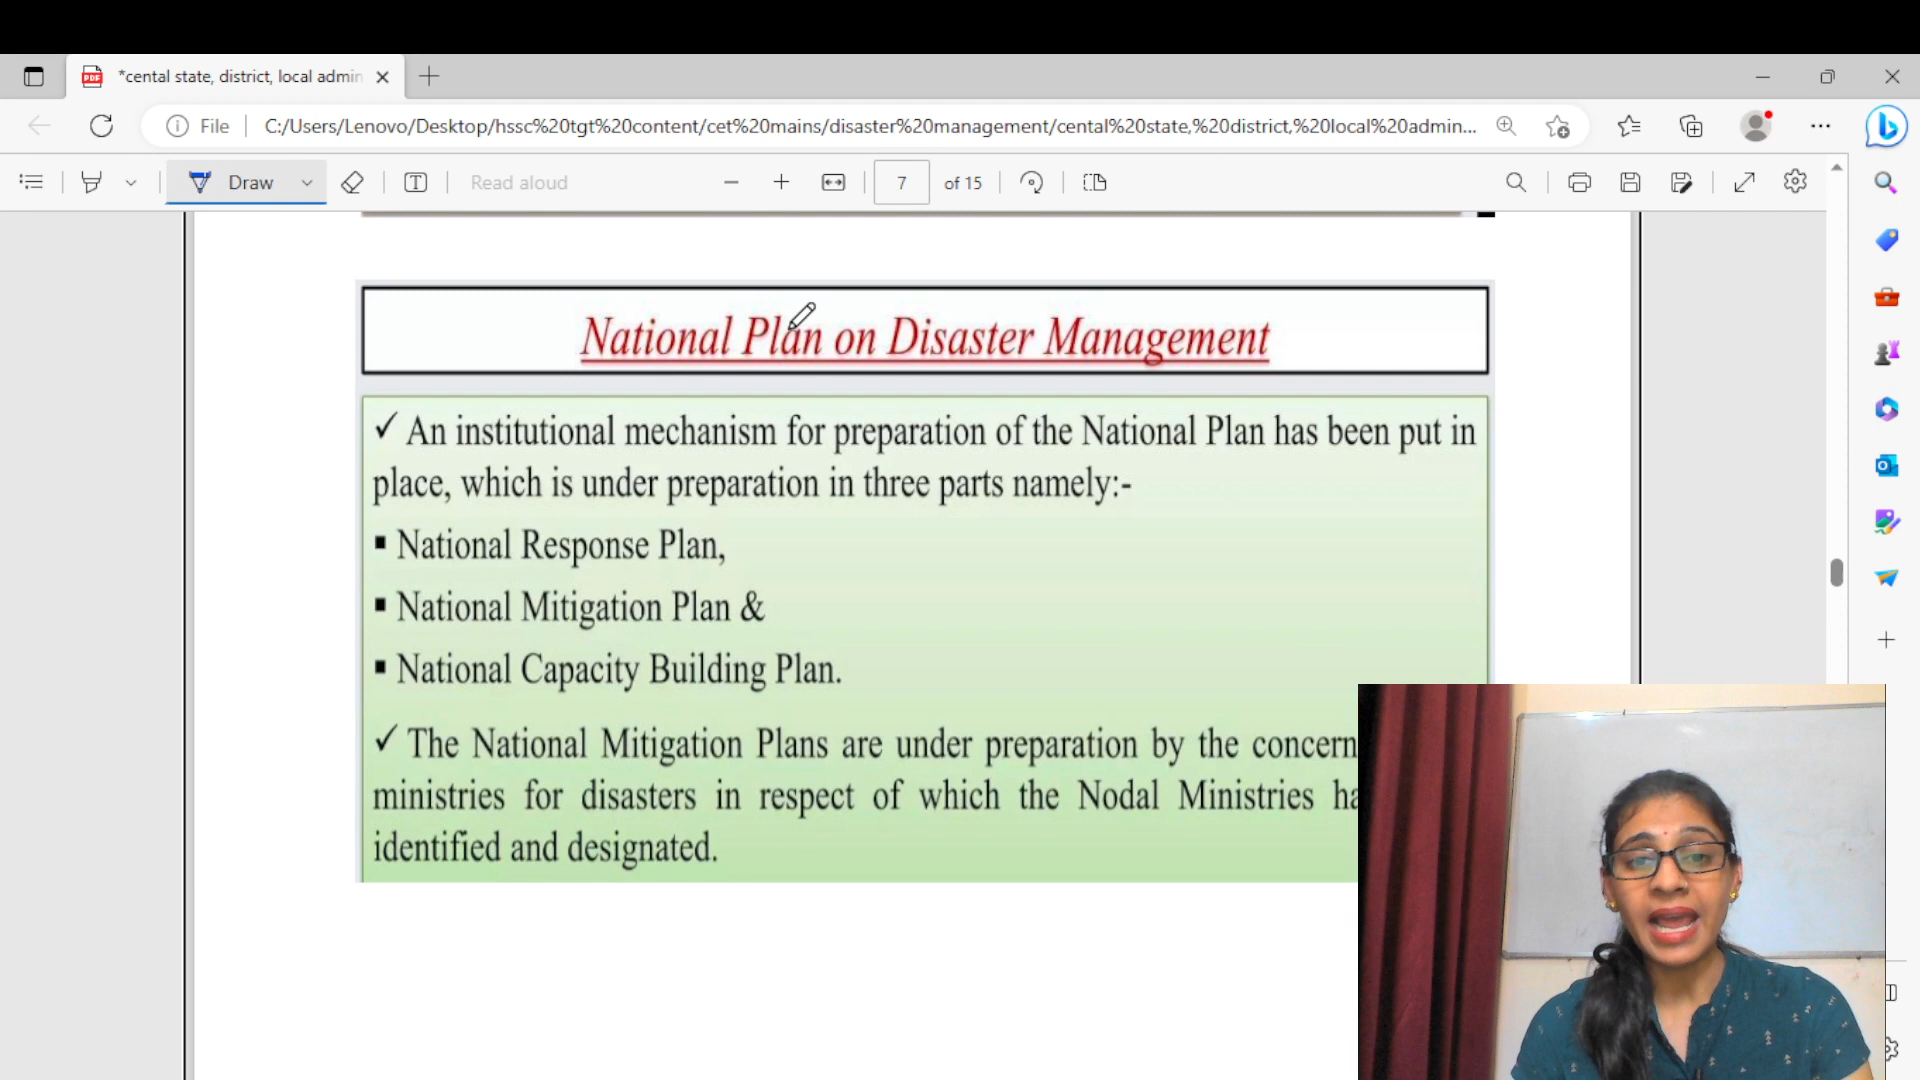 *cental state, district, local admin
File
C:/Users/Lenovo/Desktop/hssc%20tgt%20content/cet%20mains/disaster%20management/cental%20state,%20district,%20local%20admin...
Draw
Read aloud
7 of 15
National Plan on Disaster Management
✓ An institutional mechanism for preparation of the National Plan has been put in
place, which is under preparation in three parts namely:-
▪ National Response Plan,
▪ National Mitigation Plan &
▪ National Capacity Building Plan.
✓ The National Mitigation Plans are under preparation by the concern
ministries for disasters in respect of which the Nodal Ministries ha
identified and designated.